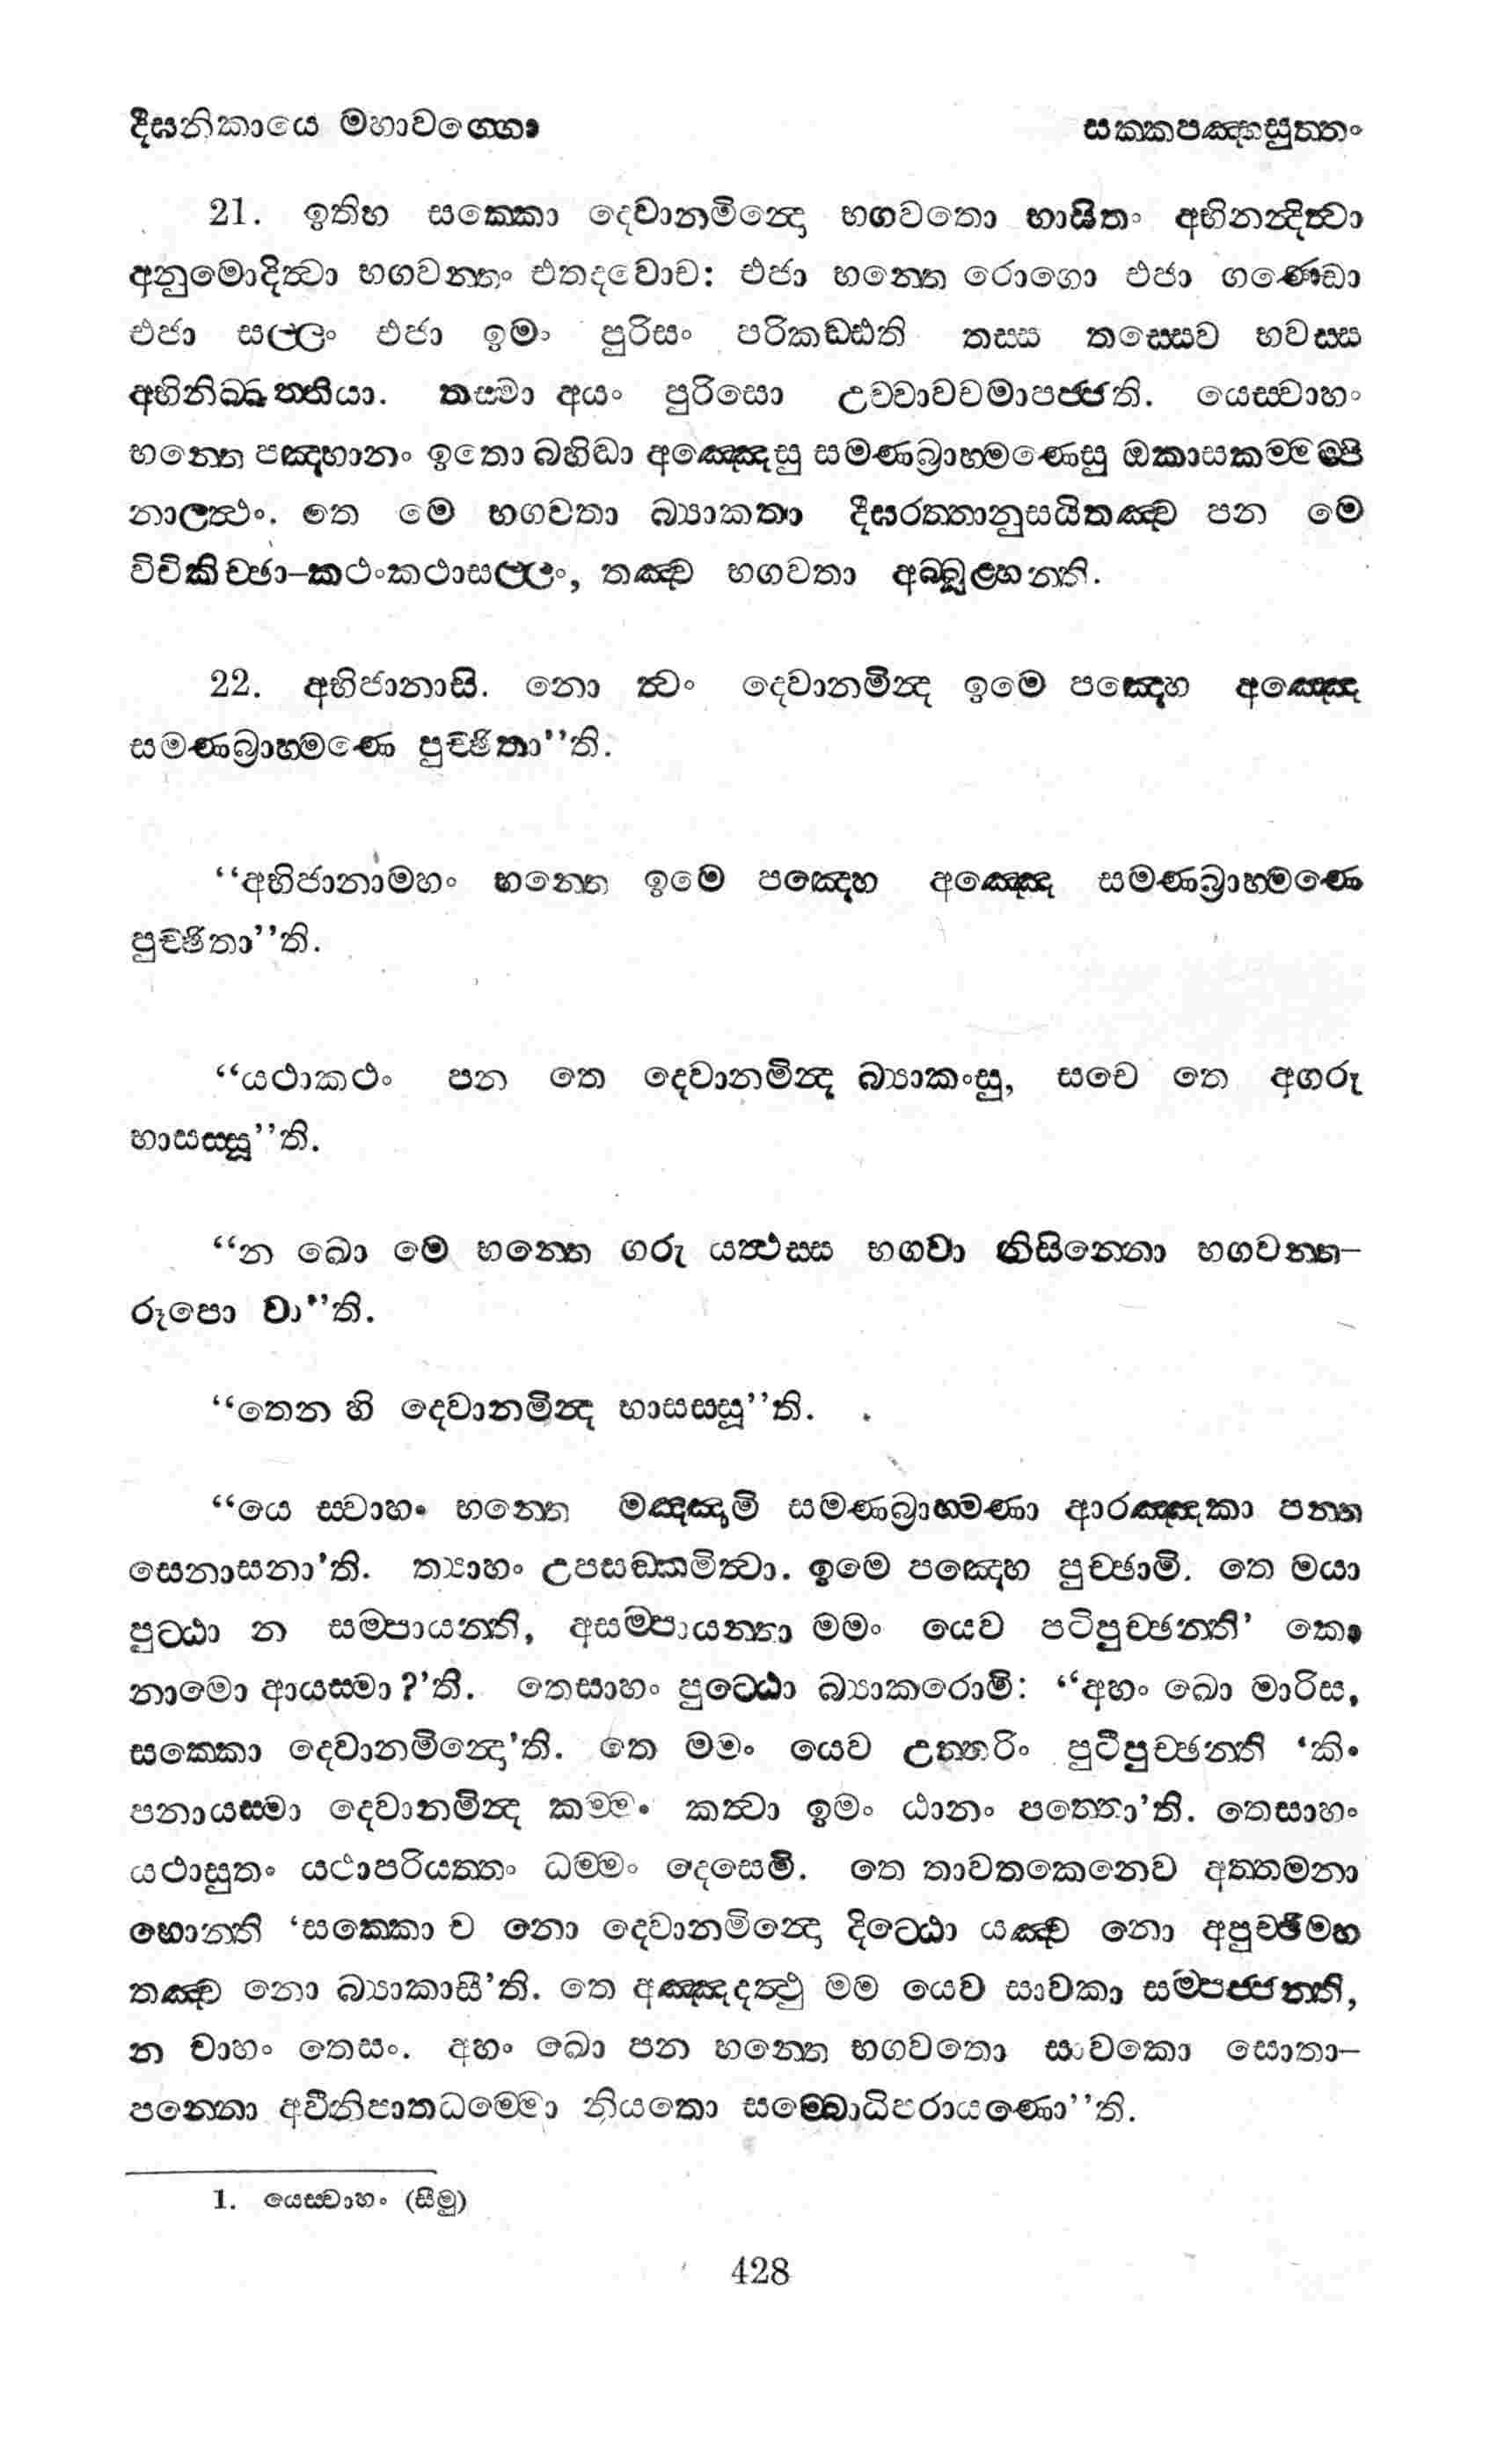 දීඝනිකායෙ මහාවග්ගො
සක්කපඤ්හසුත්තං
21. ඉතිහ සක්කො දෙවානමින්දො භගවතො භාසිතං අභිනන්දිත්වා
අනුමොදිත්වා භගවන්තං එතදවොච: එජා භන්තෙ රොගො එජා ගණ්ඩො
එජා සල්ලං එජා ඉමං පුරිසං පරිකඩ්ඪති තස්ස තස්සෙව භවස්ස
අභිනිබ්බත්තියා. තස්මා අයං පුරිසො උච්චාවචමාපජ්ජති. යෙස්වාහං
භන්තෙ පඤ්හානං ඉතො බහිද්ධා අඤ්ඤෙසු සමණබ්‍රාහ්මණෙසු ඔකාසකම්මම්පි
නාලත්ථං. තෙ මෙ භගවතා බ්‍යාකතා දීඝරත්තානුසයිතඤ්ච පන මෙ
විචිකිච්ඡා-කථංකථාසල්ලං, තඤ්ච භගවතා අබ්බූළ්හන්ති.
22. අභිජානාසි. නො ත්වං දෙවානමින්ද ඉමෙ පඤ්හෙ අඤ්ඤෙ
සමණබ්‍රාහ්මණෙ පුච්ඡිතා’’ති.
‘‘අභිජානාමහං භන්තෙ ඉමෙ පඤ්හෙ අඤ්ඤෙ සමණබ්‍රාහ්මණෙ
පුච්ඡිතා’’ති.
‘‘යථාකථං පන තෙ දෙවානමින්ද බ්‍යාකංසු, සචෙ තෙ අගරු
භාසස්සූ’’ති.
‘‘න ඛො මෙ භන්තෙ ගරු යත්ථස්ස භගවා නිසින්නො භගවන්ත-
රූපො වා’’ති.
‘‘තෙන හි දෙවානමින්ද භාසස්සූ’’ති.
‘‘යෙ ස්වාහං භන්තෙ මඤ්ඤාමි සමණබ්‍රාහ්මණා ආරඤ්ඤකා පන්ත
සෙනාසනා’ති. ත්‍යාහං උපසඞ්කමිත්වා. ඉමෙ පඤ්හෙ පුච්ඡාමි. තෙ මයා
පුට්ඨා න සම්පායන්ති, අසම්පායන්තා මමං යෙව පටිපුච්ඡන්ති’ කො
නාමො ආයස්මා ?’ති. තෙසාහං පුට්ඨො බ්‍යාකරොමි: ‘‘අහං ඛො මාරිස,
සක්කො දෙවානමින්දො’ති. තෙ මමං යෙව උත්තරිං පුටීපුච්ඡන්ති ‘කිං
පනායස්මා දෙවානමින්ද කම්මං කත්වා ඉමං ඨානං පත්තො’ති. තෙසාහං
යථාසුතං යථාපරියත්තං ධම්මං දෙසෙමි. තෙ තාවතකෙනෙව අත්තමනා
හොන්ති ‘සක්කො ච නො දෙවානමින්දො දිට්ඨො යඤ්ච නො අපුච්ඡිම්හ
තඤ්ච නො බ්‍යාකාසී’ති. තෙ අඤ්ඤදත්ථු මම යෙව සාවකා සම්පජ්ජන්ති,
න චාහං තෙසං. අහං ඛො පන භන්තෙ භගවතො සාවකො සොතා-
පන්නො අවිනිපාතධම්මො නියතො සම්බොධිපරායණො’’ති.
1. යෙස්වාහං (සීමු)
428